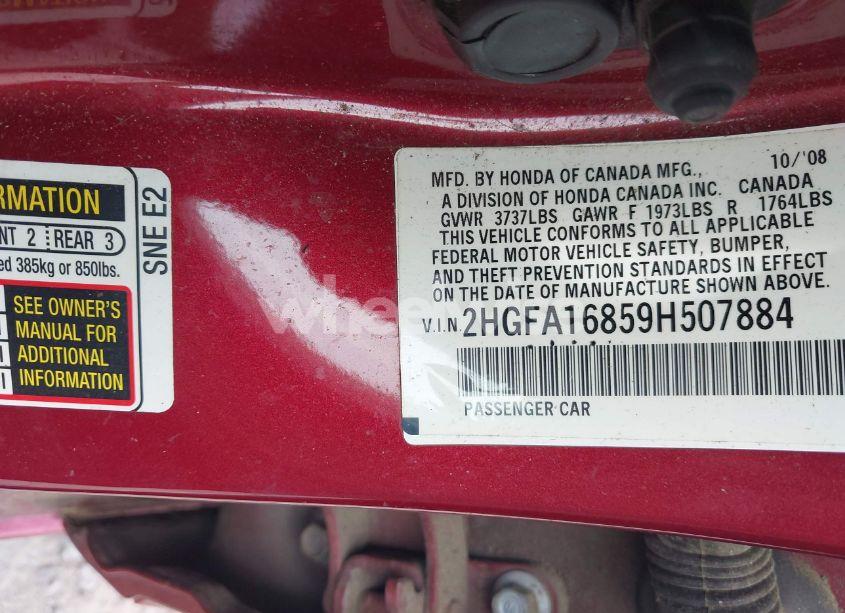 ORMATION
NT 2 REAR 3
ed 385kg or 850lbs.
SEE OWNER'S
MANUAL FOR
ADDITIONAL
INFORMATION
SNE E2
MFD. BY HONDA OF CANADA MFG., 10/'08
A DIVISION OF HONDA CANADA INC. CANADA
GVWR 3737LBS GAWR F 1973LBS R 1764LBS
THIS VEHICLE CONFORMS TO ALL APPLICABLE
FEDERAL MOTOR VEHICLE SAFETY, BUMPER,
AND THEFT PREVENTION STANDARDS IN EFFECT
ON THE DATE OF MANUFACTURE SHOWN ABOVE.
V.I.N. 2HGFA16859H507884
PASSENGER CAR